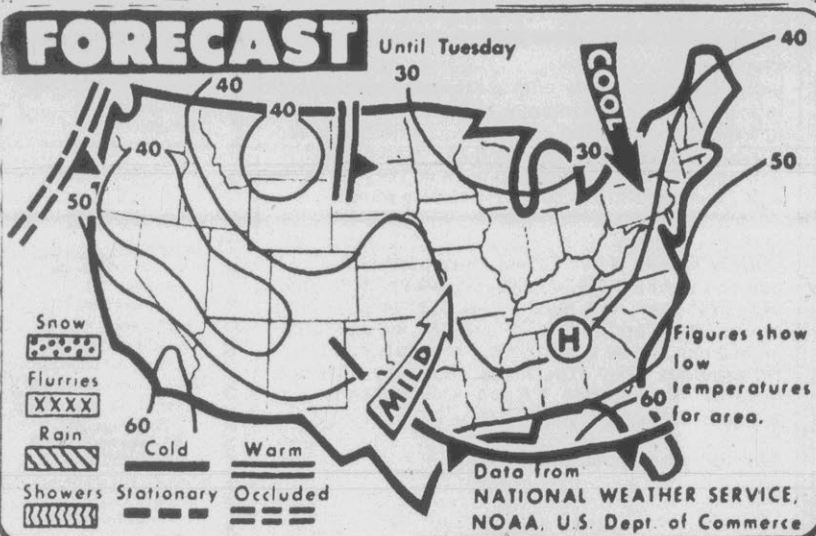 FORECAST
Until Tuesday
40
40
30
COOL
40
40
30
50
50
Snow
Flurries
XXXX
Rain
Showers
60
Cold
Warm
Stationary
Occluded
MILD
H
60
Figures show
low
temperatures
for area.
Data from
NATIONAL WEATHER SERVICE,
NOAA, U.S. Dept. of Commerce